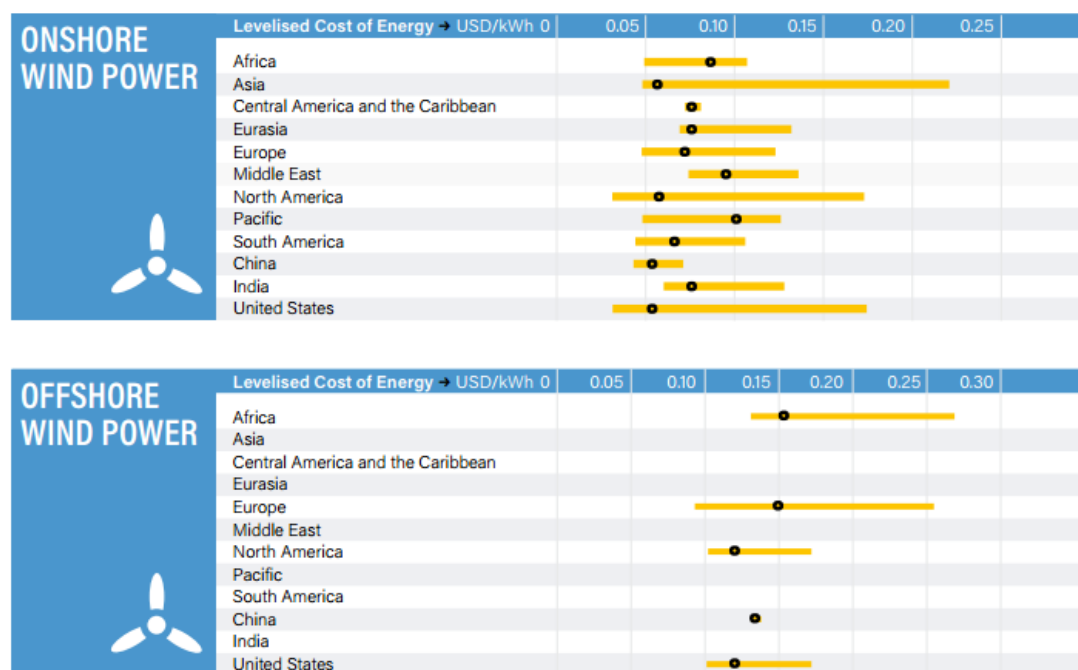 ONSHORE
WIND POWER
Levelised Cost of Energy → USD/kWh 0 0.05 0.10 0.15 0.20 0.25
Africa
Asia
Central America and the Caribbean
Eurasia
Europe
Middle East
North America
Pacific
South America
China
India
United States
OFFSHORE
WIND POWER
Levelised Cost of Energy → USD/kWh 0 0.05 0.10 0.15 0.20 0.25 0.30
Africa
Asia
Central America and the Caribbean
Eurasia
Europe
Middle East
North America
Pacific
South America
China
India
United States